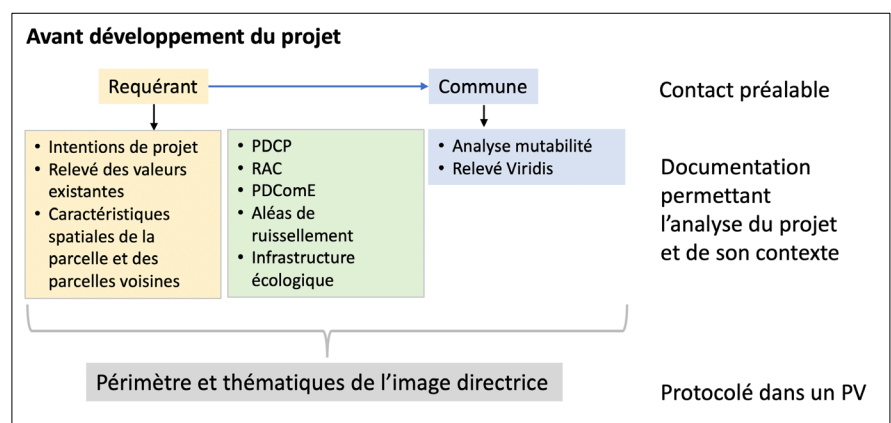 Avant développement du projet
Requérant
Commune
Contact préalable
• Intentions de projet
• Relevé des valeurs
existantes
• Caractéristiques
spatiales de la
parcelle et des
parcelles voisines
• PDCP
• RAC
• PDComE
• Aléas de
ruissellement
• Infrastructure
écologique
• Analyse mutabilité
• Relevé Viridis
Documentation
permettant
l'analyse du projet
et de son contexte
Périmètre et thématiques de l'image directrice
Protocolé dans un PV